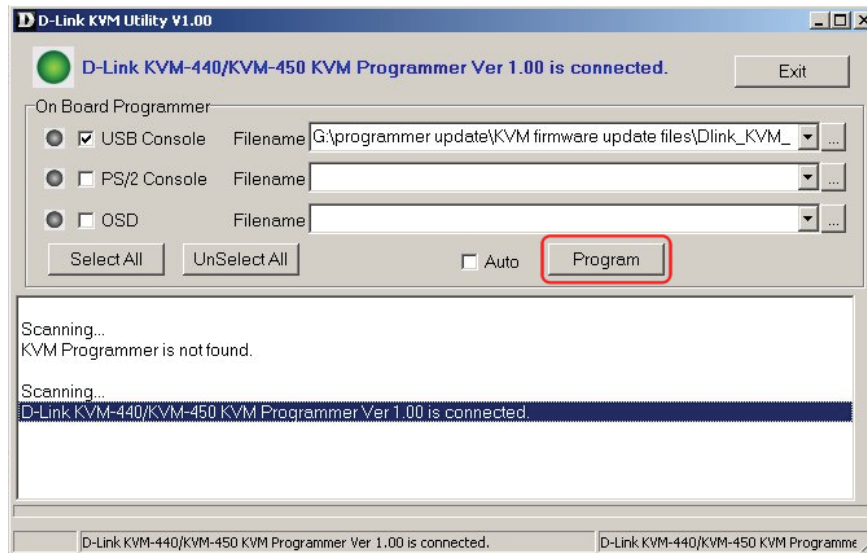 D D-Link KVM Utility V1.00
D-Link KVM-440/KVM-450 KVM Programmer Ver 1.00 is connected.
Exit
On Board Programmer
USB Console Filename G:\programmer update\KVM firmware update files\Dlink_KVM_ ...
PS/2 Console Filename ...
OSD Filename ...
Select All UnSelect All Auto Program
Scanning...
KVM Programmer is not found.
Scanning...
D-Link KVM-440/KVM-450 KVM Programmer Ver 1.00 is connected.
D-Link KVM-440/KVM-450 KVM Programmer Ver 1.00 is connected. D-Link KVM-440/KVM-450 KVM Programme